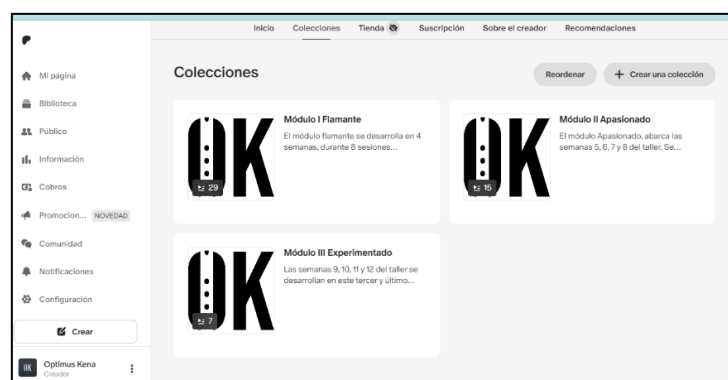 Inicio Colecciones Tienda Suscripción Sobre el creador Recomendaciones
Mi página
Biblioteca
Público
Información
Cobros
Promocion... NOVEDAD
Comunidad
Notificaciones
Configuración
Crear
OK Optimus Kena
Creador
Colecciones
Reordenar + Crear una colección
OK
29
Módulo I Flamante
El módulo flamante se desarrolla en 4
semanas, durante 8 sesiones...
OK
15
Módulo II Apasionado
El módulo Apasionado, abarca las
semanas 5, 6, 7 y 8 del taller. Se...
OK
7
Módulo III Experimentado
Las semanas 9, 10, 11 y 12 del taller se
desarrollan en este tercer y último...